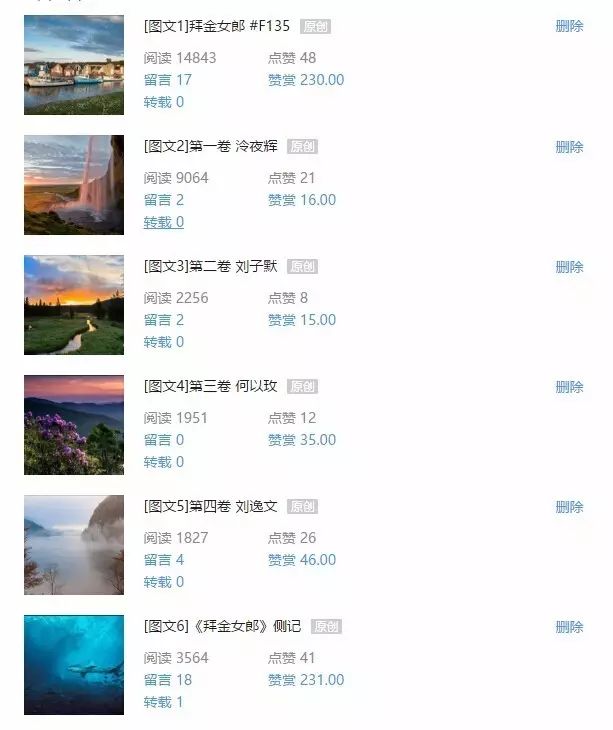 [图文1]拜金女郎 #F135 原创 删除
阅读 14843 点赞 48
留言 17 赞赏 230.00
转载 0
[图文2]第一卷 泠夜辉 原创 删除
阅读 9064 点赞 21
留言 2 赞赏 16.00
转载 0
[图文3]第二卷 刘子默 原创 删除
阅读 2256 点赞 8
留言 2 赞赏 15.00
转载 0
[图文4]第三卷 何以玫 原创 删除
阅读 1951 点赞 12
留言 0 赞赏 35.00
转载 0
[图文5]第四卷 刘逸文 原创 删除
阅读 1827 点赞 26
留言 4 赞赏 46.00
转载 0
[图文6]《拜金女郎》侧记 原创 删除
阅读 3564 点赞 41
留言 18 赞赏 231.00
转载 1